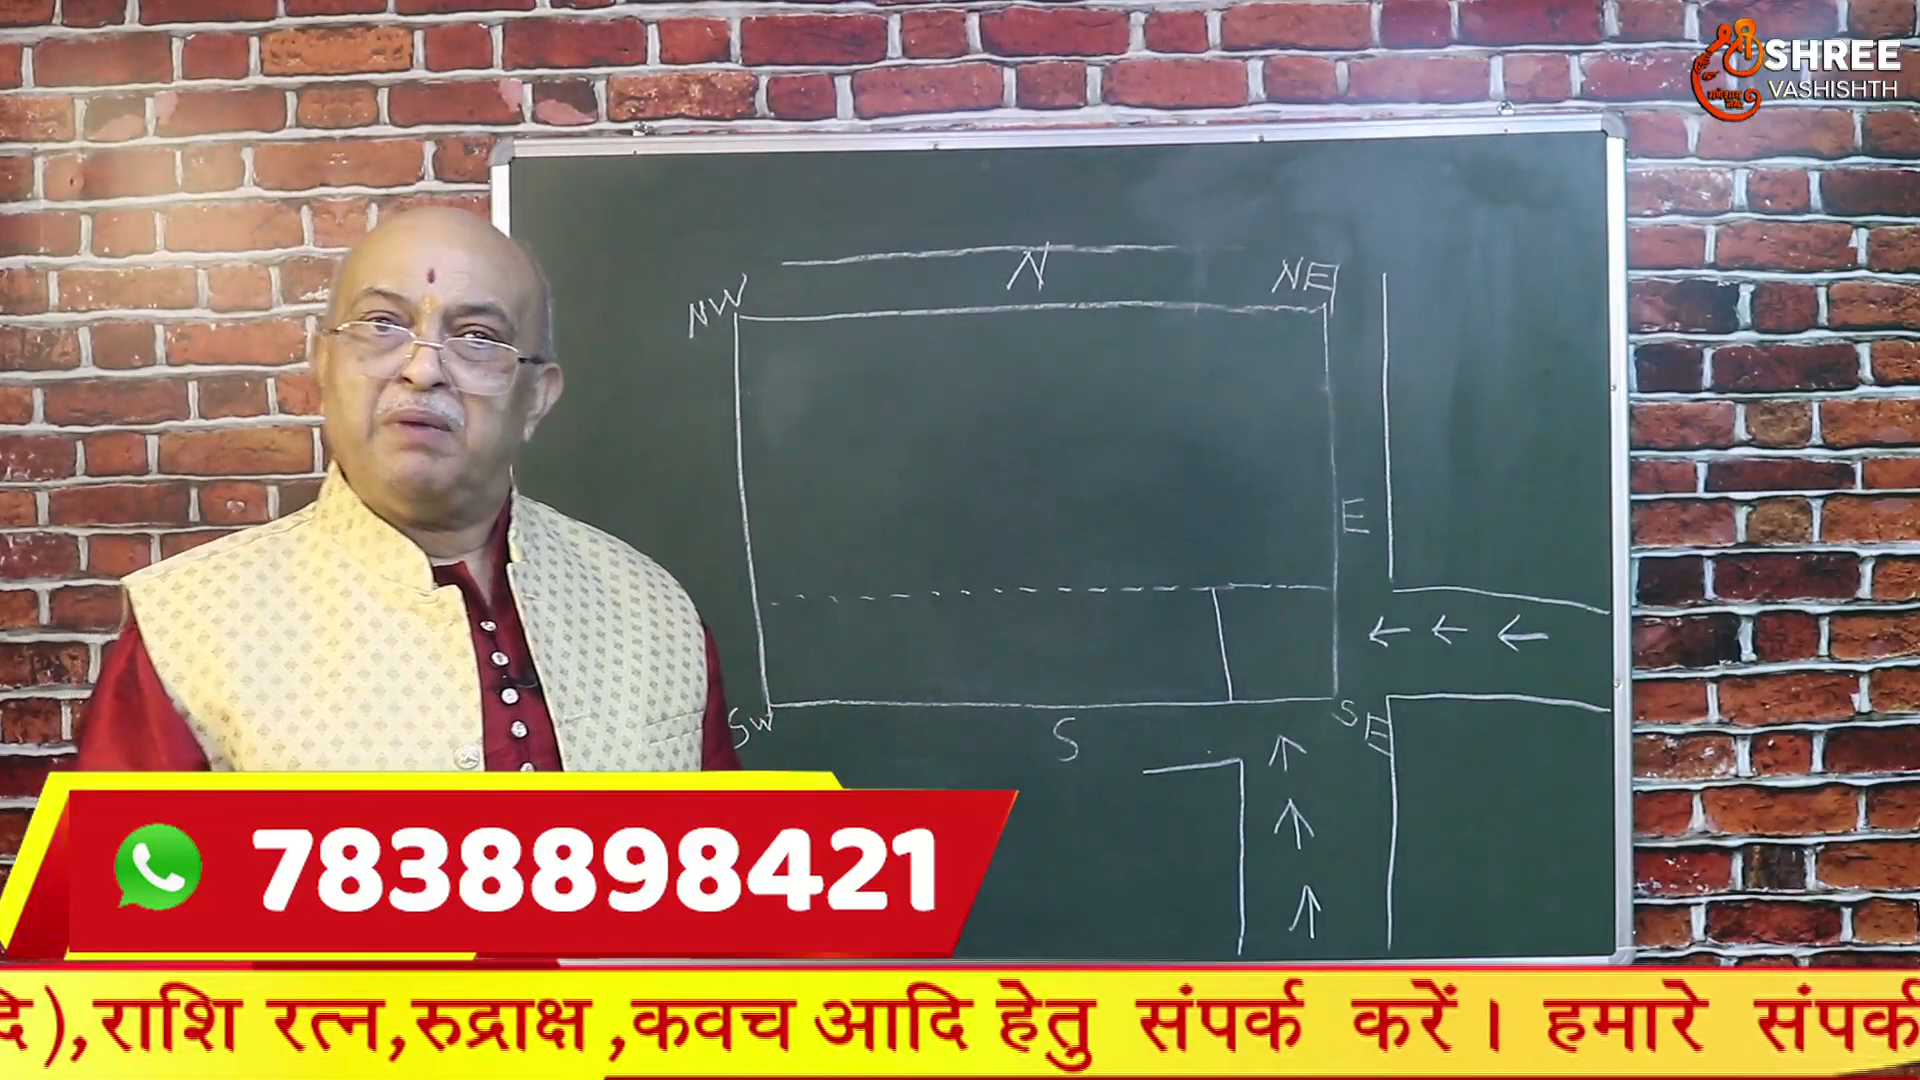 श्री SHREE
VASHISHTH
N
NW
NE
E
SW
S
SE
7838898421
दि),राशि रत्न,रुद्राक्ष ,कवच आदि हेतु संपर्क करें। हमारे संपर्क